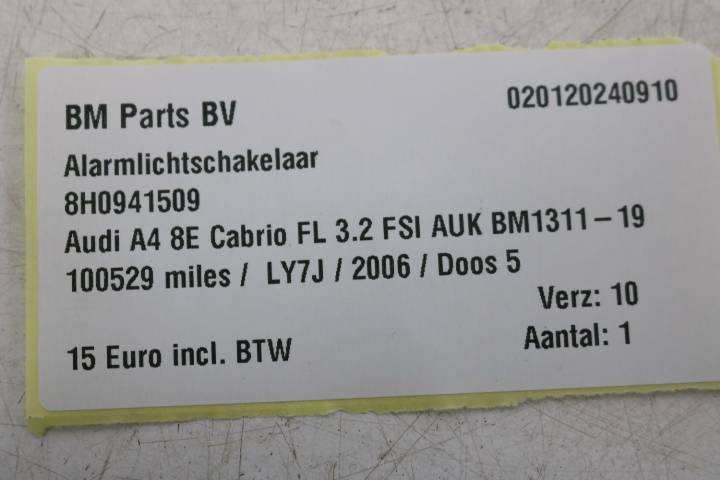 BM Parts BV
020120240910
Alarmlichtschakelaar
8H0941509
Audi A4 8E Cabrio FL 3.2 FSI AUK BM1311-19
100529 miles / LY7J / 2006 / Doos 5
Verz: 10
15 Euro incl. BTW
Aantal: 1